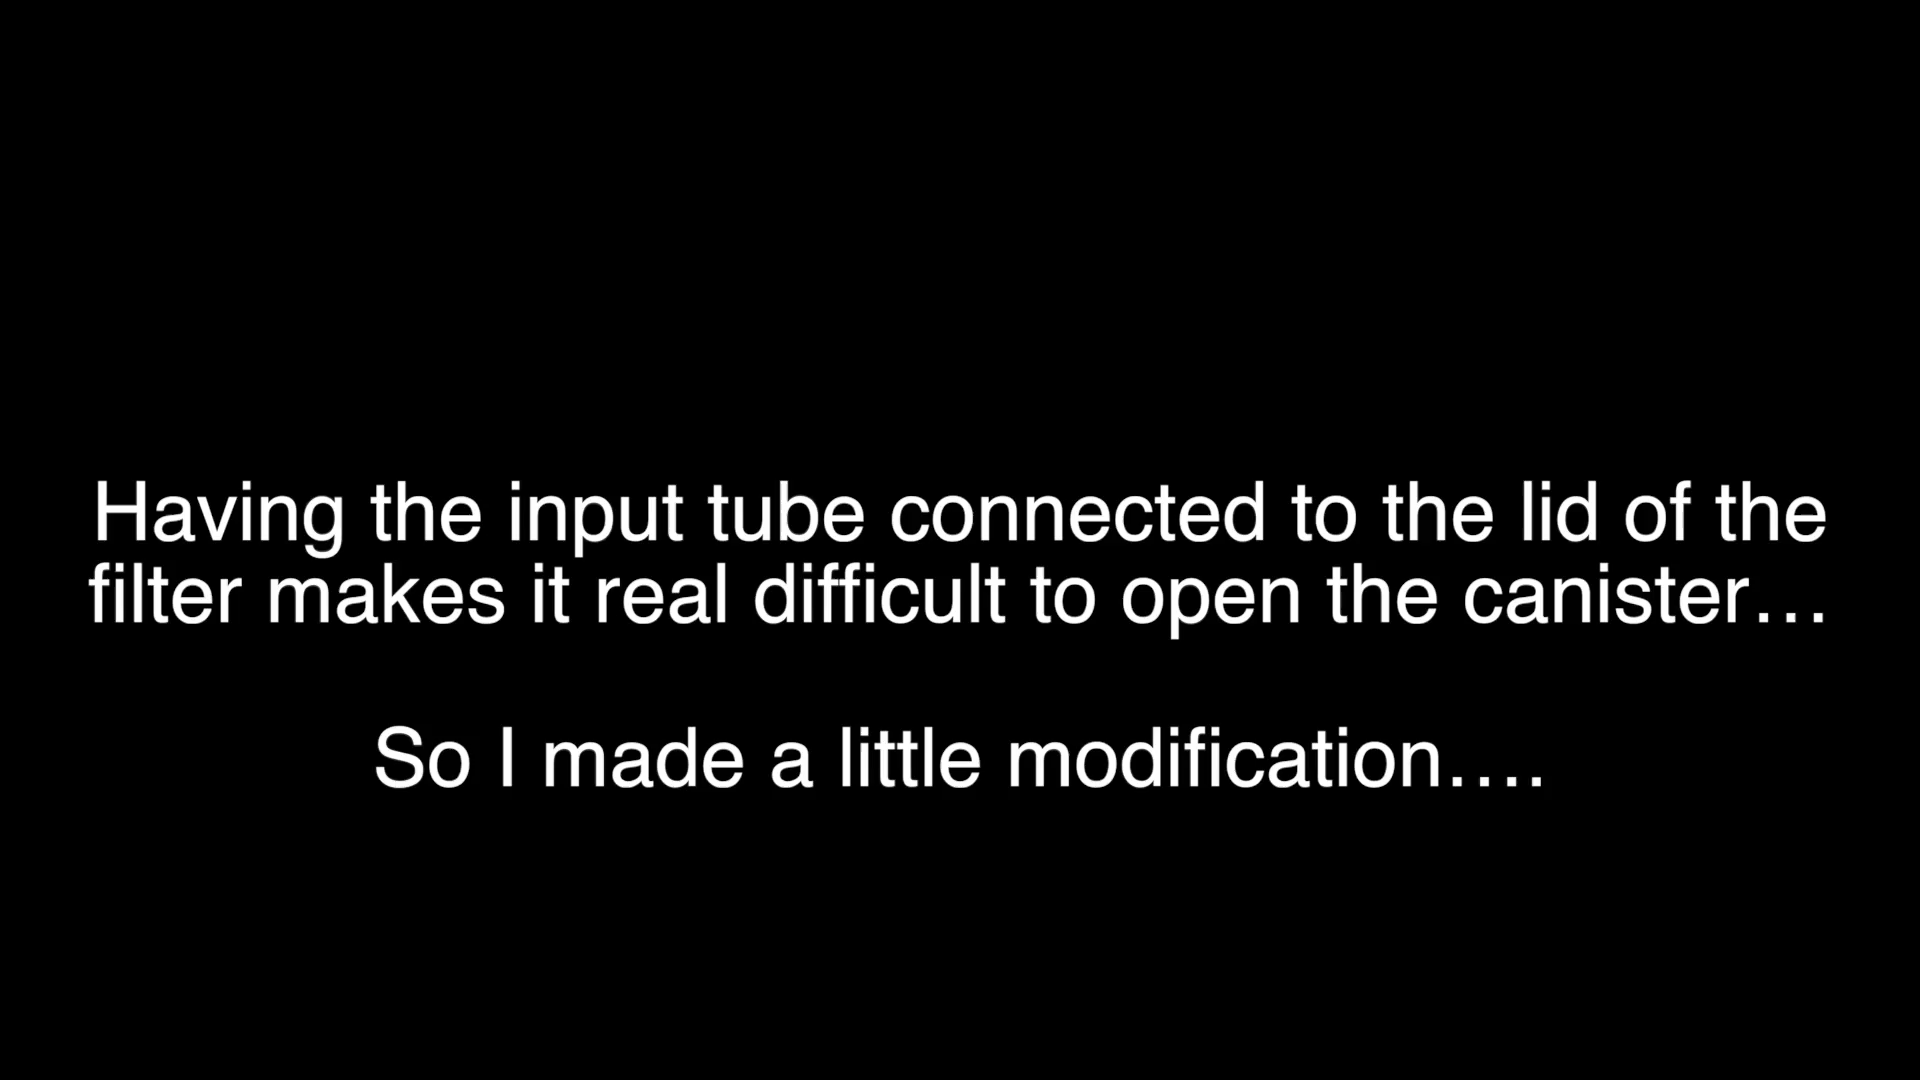 Having the input tube connected to the lid of the
filter makes it real difficult to open the canister...
So I made a little modification....